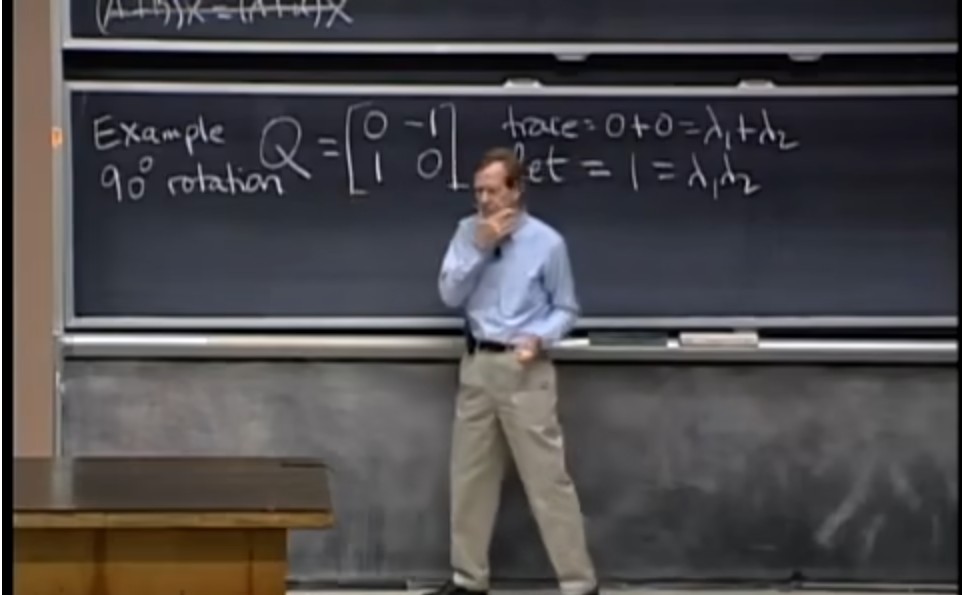 (A+B)x=(A+α)x
Example Q = [0 -1 trace = 0+0 = λ₁+λ₂
90° rotation 1 0] det = 1 = λ₁λ₂